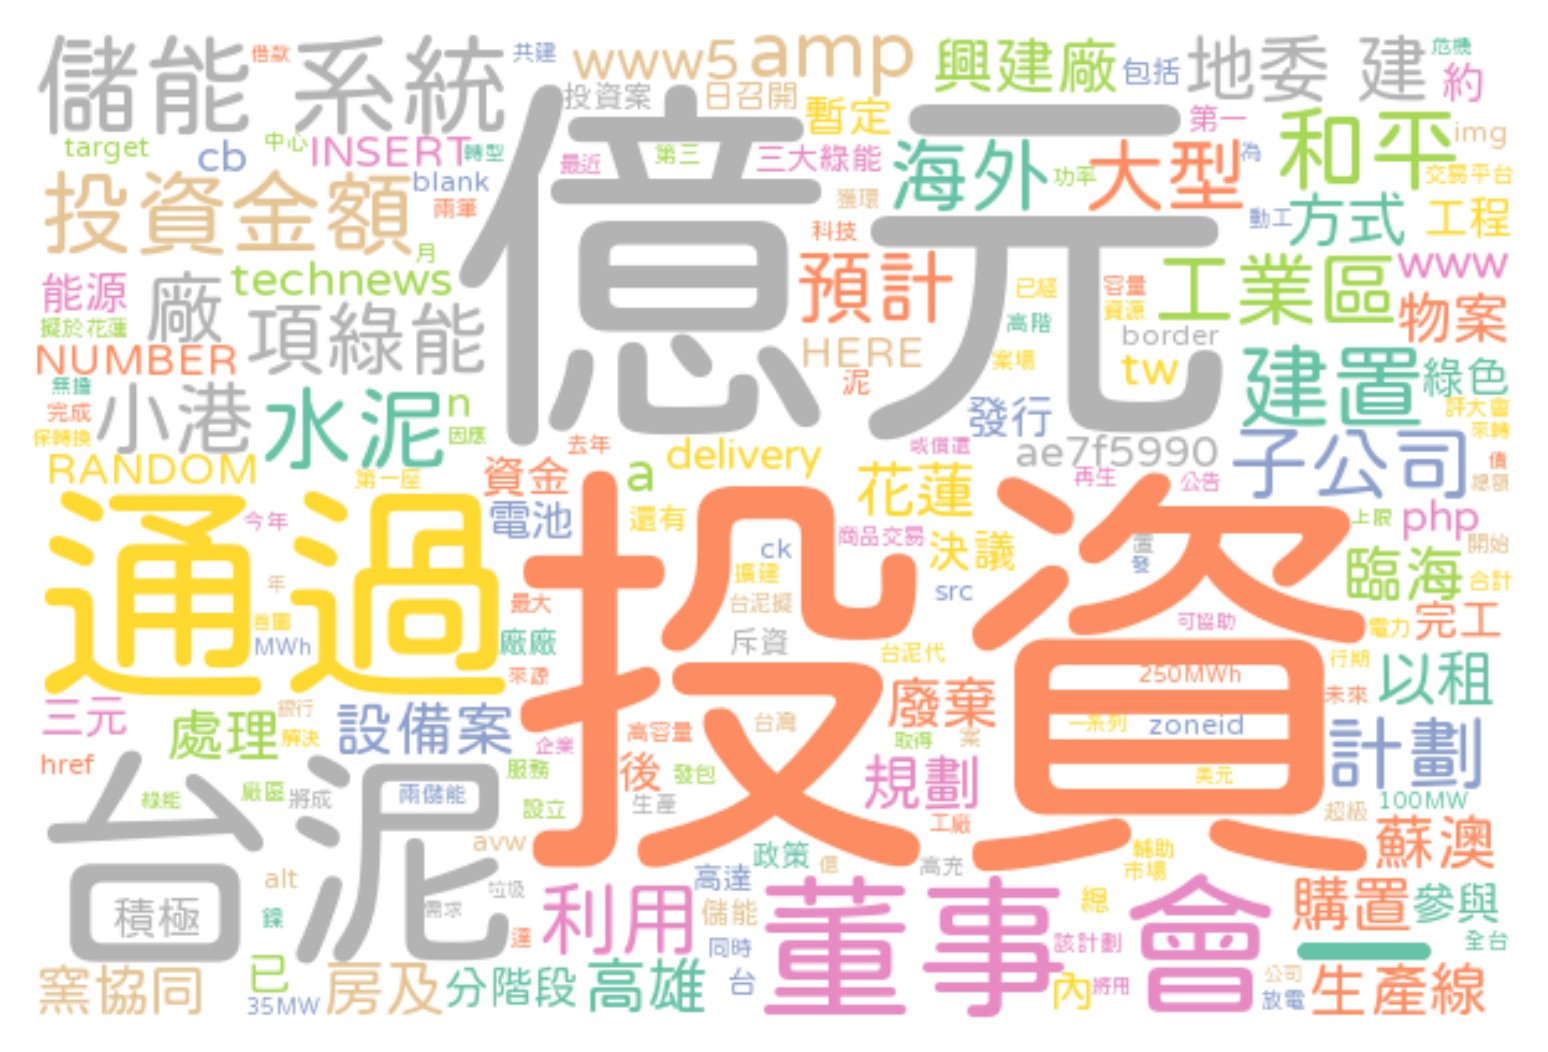 儲能系統
借款
共建
www5
amp
興建廠
包括
地委
建
危機
約
投資案
日召開
暫定
第一
和平
img
target
cb
中心
INSERT
轉型
blank
最近
第三
三大綠能
海外
功率
大型
為
交易平台
投資金額
兩筆
獲環
動工
方式
工程
月
科技
億元
能源
廠
technews
預計
已經
容量
資源
工業區
www
物案
擬於花蓮
項綠能
高階
border
NUMBER
HERE
案場
tw
建置
綠色
無擔
完成
保轉換
小港
水泥
n
因應
泥
發行
評大會
來轉
去年
delivery
或償還
ae7f5990
子公司
債
總額
RANDOM
第一座
資金
a
花蓮
再生
公告
通過
今年
電池
還有
投資
商品交易
決議
上限
php
開始
年
ck
擴建
src
臨海
合計
首圖
MWh
最大
台泥擬
廠廠
斥資
可協助
電力
完工
來源
台泥代
250MWh
行期
以租
三元
處理
銀行
解決
設備案
企業
高容量
台灣
廢棄
取得
案
一系列
zoneid
未來
計劃
href
服務
後
發包
規劃
美元
台泥
綠能
廠區
將成
兩儲能
設立
生產
工廠
超級
100MW
avw
政策
高充
輔助
市場
蘇澳
alt
積極
鎳
需求
垃圾
利用
高達
儲能
董事會
總
購置
參與
達
同時
該計劃
一
全台
窯協同
已
35MW
房及
分階段
高雄
台
內
將用
公司
放電
生產線